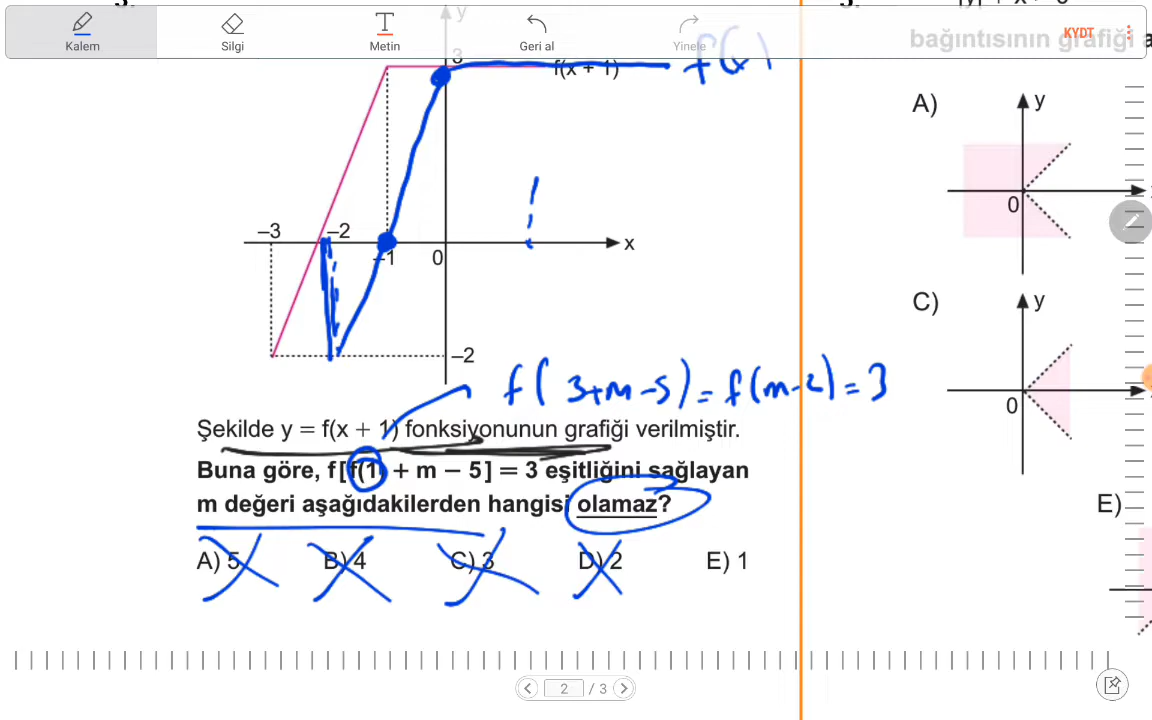 Kalem
Silgi
Metin
Geri al
Yinele
KYDT
y
3
f(x + 1)
f(x)
–3
–2
–1
0
x
–2
f(3+m-5) = f(m-2) = 3
Şekilde y = f(x + 1) fonksiyonunun grafiği verilmiştir.
Buna göre, f[f(1) + m – 5] = 3 eşitliğini sağlayan
m değeri aşağıdakilerden hangisi olamaz?
A) 5 B) 4 C) 3 D) 2 E) 1
bağıntısının grafiği a
A)
y
0
C)
y
0
E)
2 / 3